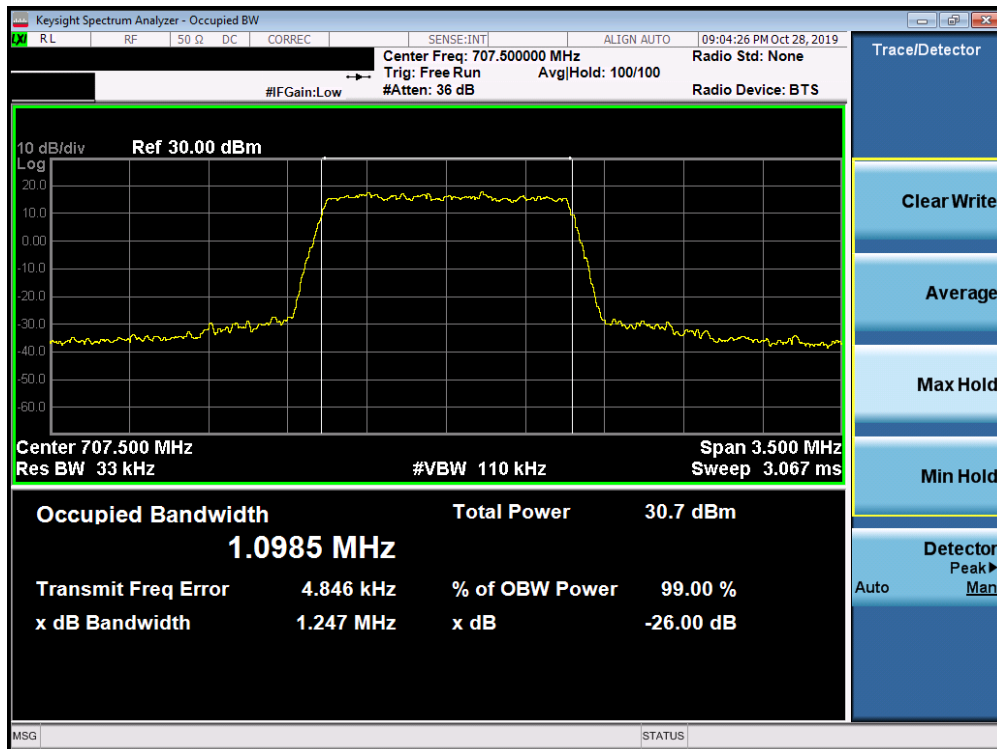 Keysight Spectrum Analyzer - Occupied BW
LXI RL RF 50 Ω DC CORREC SENSE:INT ALIGN AUTO 09:04:26 PM Oct 28, 2019
Center Freq: 707.500000 MHz Radio Std: None
Trig: Free Run Avg|Hold: 100/100
#IFGain:Low #Atten: 36 dB Radio Device: BTS
10 dB/div Ref 30.00 dBm
Log
20.0
10.0
0.00
-10.0
-20.0
-30.0
-40.0
-50.0
-60.0
Center 707.500 MHz Span 3.500 MHz
Res BW 33 kHz #VBW 110 kHz Sweep 3.067 ms
Occupied Bandwidth Total Power 30.7 dBm
1.0985 MHz
Transmit Freq Error 4.846 kHz % of OBW Power 99.00 %
x dB Bandwidth 1.247 MHz x dB -26.00 dB
MSG STATUS
Trace/Detector
Clear Write
Average
Max Hold
Min Hold
Detector
Peak▶
Auto Man